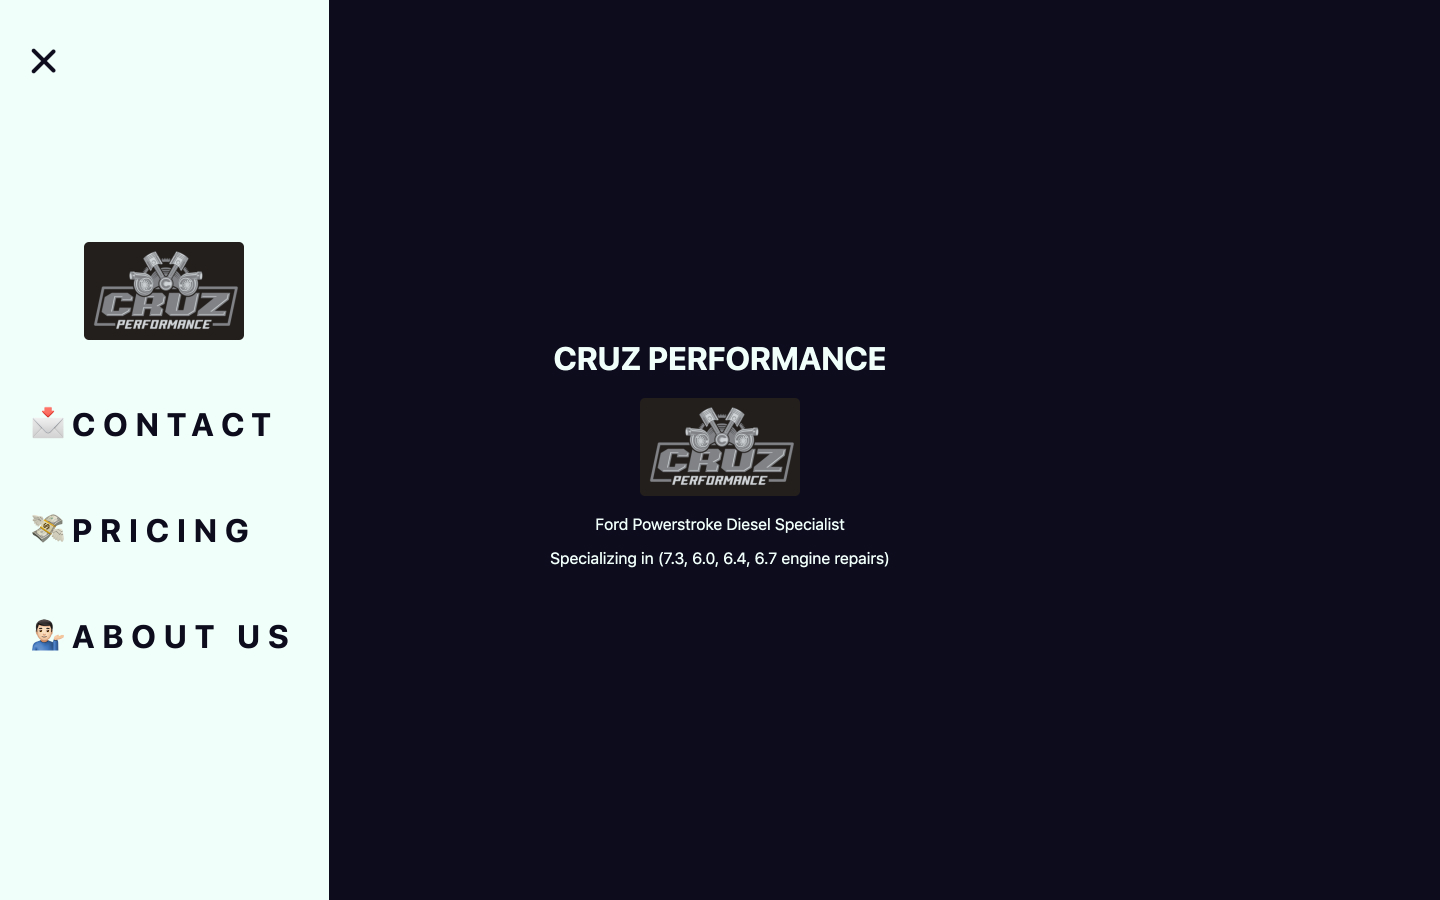 CRUZ
PERFORMANCE
📩CONTACT
💸PRICING
💁🏻‍♂️ABOUT US
CRUZ PERFORMANCE
CRUZ
PERFORMANCE
Ford Powerstroke Diesel Specialist
Specializing in (7.3, 6.0, 6.4, 6.7 engine repairs)